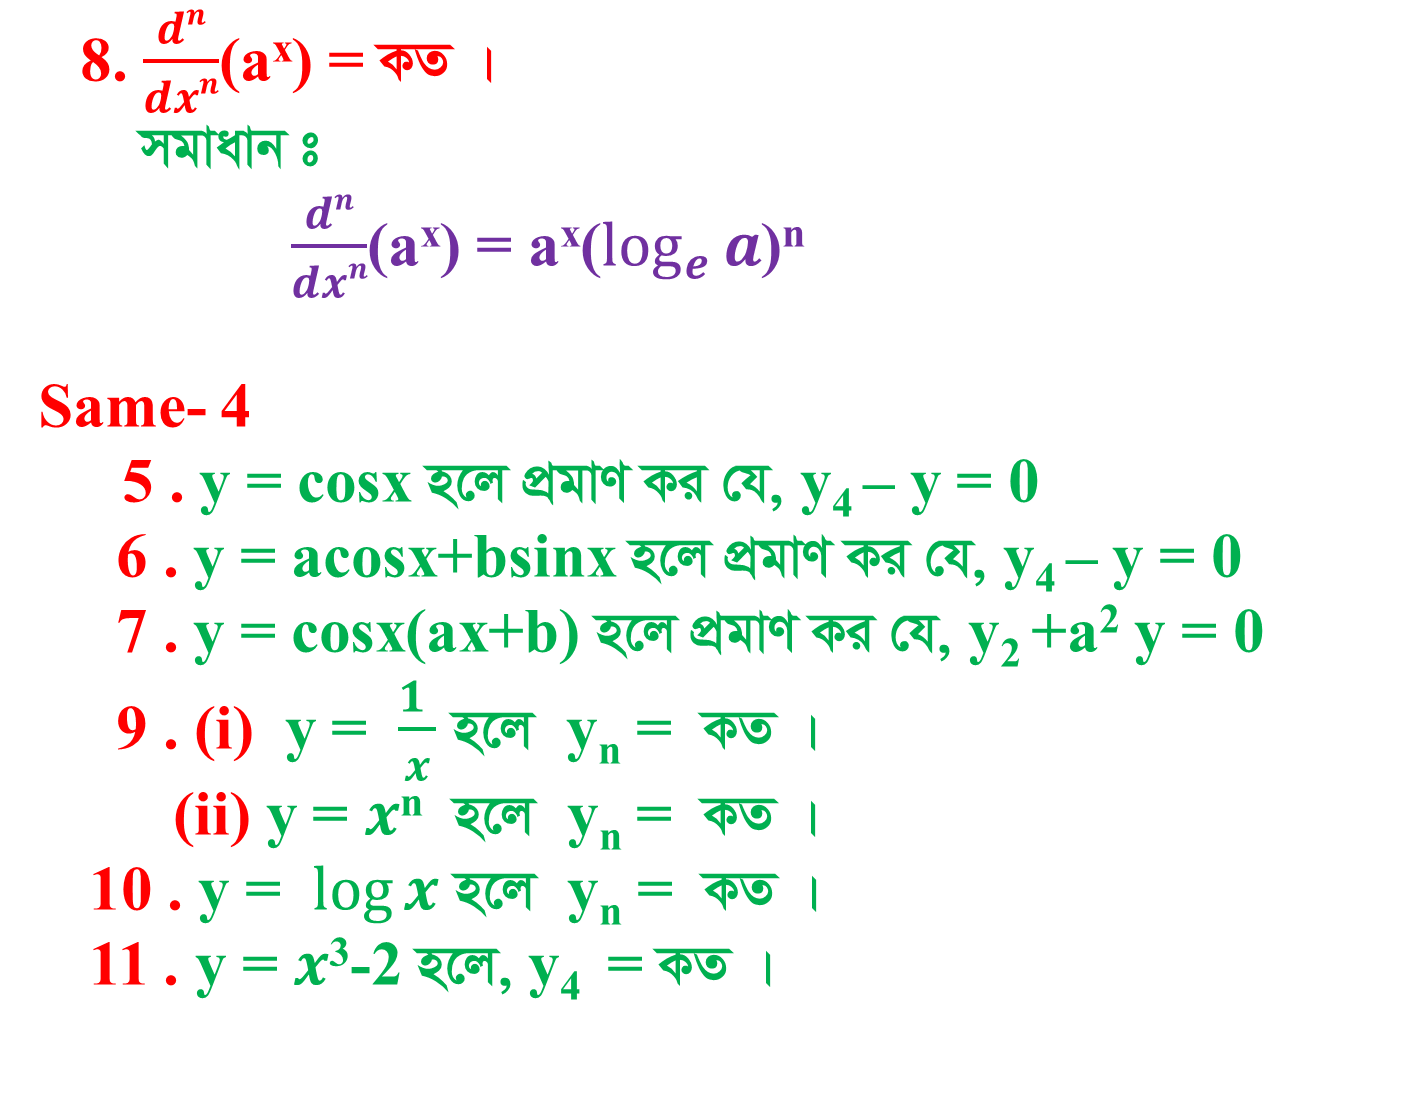 8. dⁿ/dxⁿ(aˣ) = কত ।
সমাধান ঃ
dⁿ/dxⁿ(aˣ) = aˣ(logₑ a)ⁿ
Same- 4
5 . y = cosx হলে প্রমাণ কর যে, y₄ – y = 0
6 . y = acosx+bsinx হলে প্রমাণ কর যে, y₄ – y = 0
7 . y = cosx(ax+b) হলে প্রমাণ কর যে, y₂ +a² y = 0
9 . (i) y = 1/x হলে yₙ = কত ।
(ii) y = xⁿ হলে yₙ = কত ।
10 . y = log x হলে yₙ = কত ।
11 . y = x³-2 হলে, y₄ = কত ।